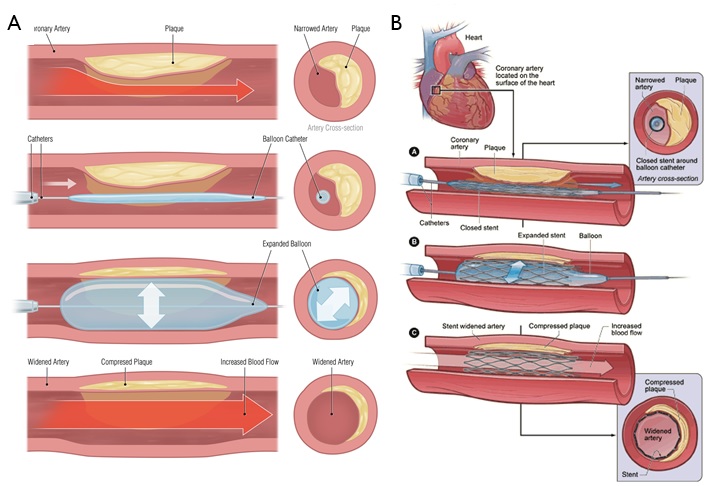 A
oronary Artery
Plaque
Narrowed Artery
Plaque
Artery Cross-section
Catheters
Balloon Catheter
Expanded Balloon
Widened Artery
Compresed Plaque
Increased Blood Flow
Widened Artery
B
Heart
Coronary artery
located on the
surface of the heart
Narrowed
artery
Plaque
Closed stent around
balloon catheter
Artery cross-section
A
Coronary
artery
Plaque
Catheters
Closed stent
B
Expanded stent
Balloon
C
Stent widened artery
Compressed plaque
Increased
blood flow
Compressed
plaque
Widened
artery
Stent